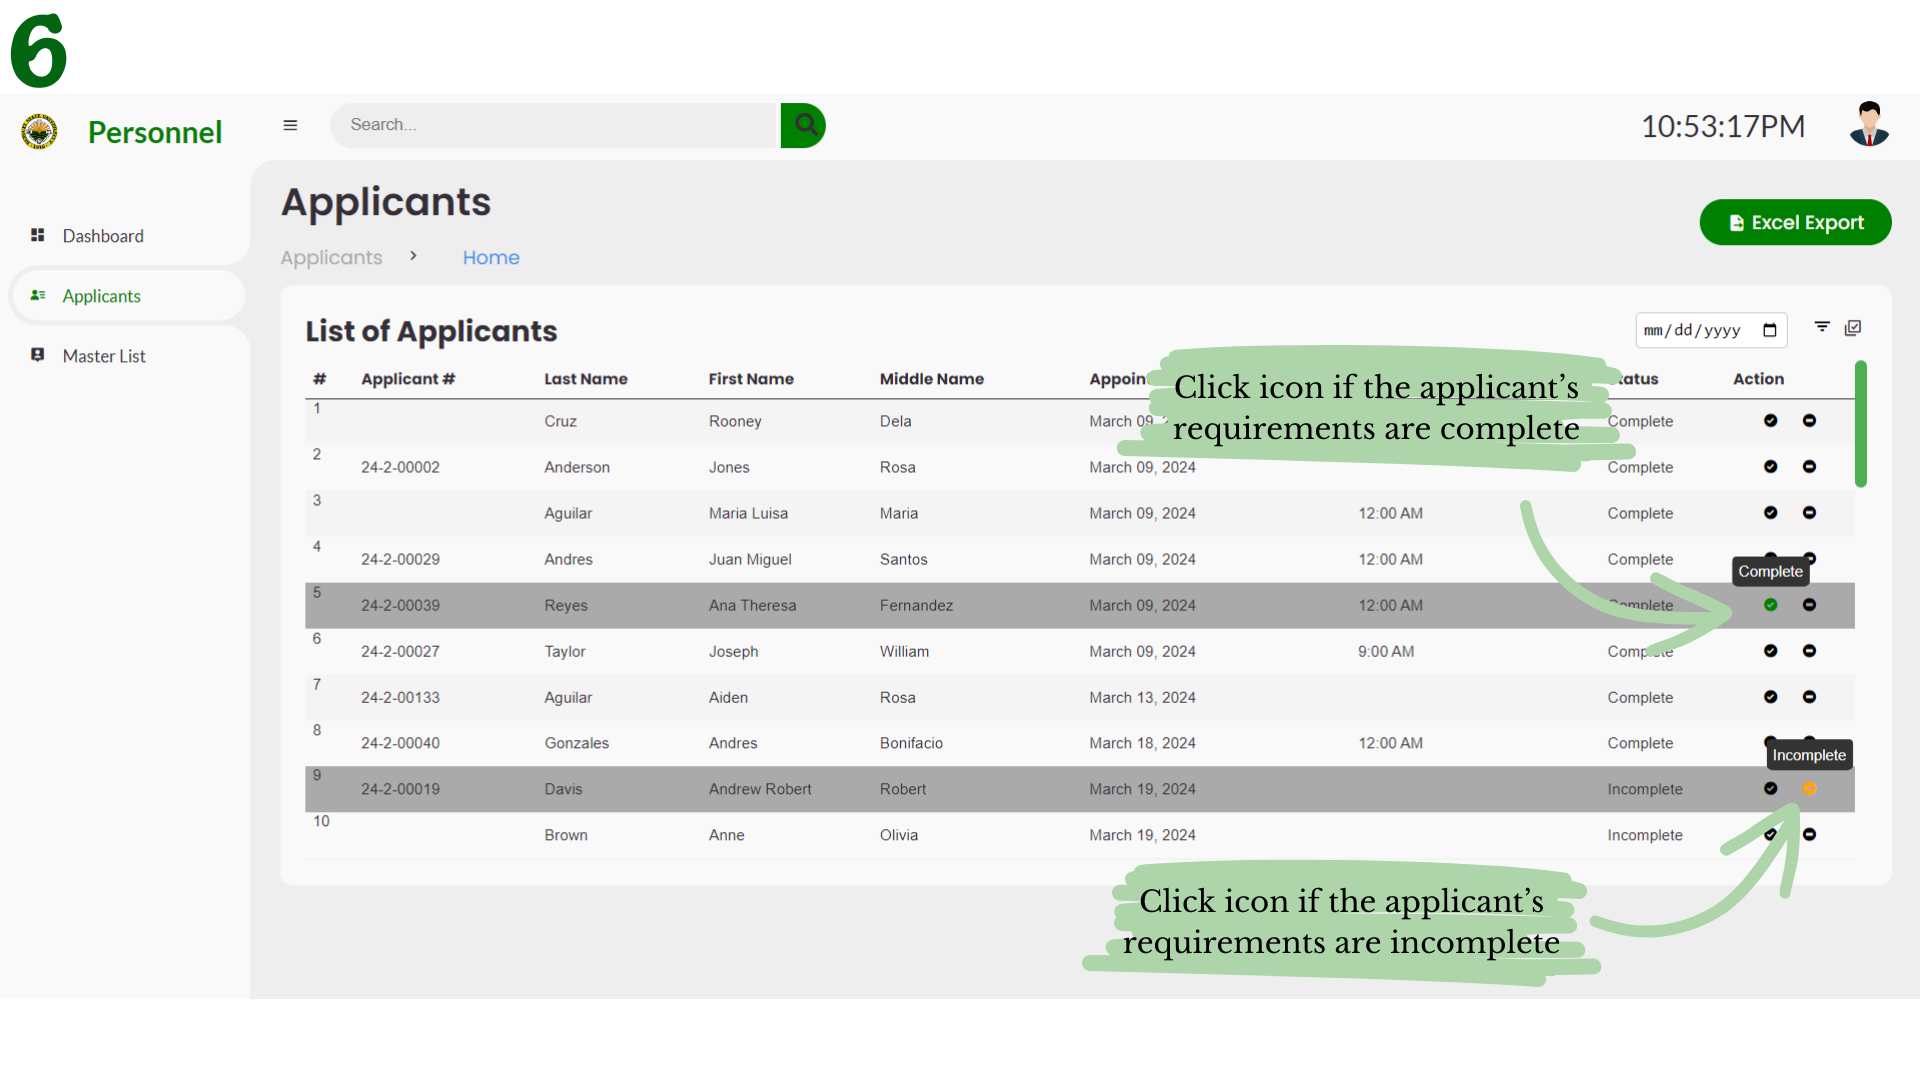 6
Personnel
Search...
10:53:17PM
Applicants
Excel Export
Dashboard
Applicants > Home
Applicants
Master List
List of Applicants
mm/dd/yyyy
# Applicant # Last Name First Name Middle Name Appoin tatus Action
Click icon if the applicant's
requirements are complete
1 Cruz Rooney Dela March 09, Complete
2 24-2-00002 Anderson Jones Rosa March 09, 2024 Complete
3 Aguilar Maria Luisa Maria March 09, 2024 12:00 AM Complete
4 24-2-00029 Andres Juan Miguel Santos March 09, 2024 12:00 AM Complete
Complete
5 24-2-00039 Reyes Ana Theresa Fernandez March 09, 2024 12:00 AM Complete
6 24-2-00027 Taylor Joseph William March 09, 2024 9:00 AM Complete
7 24-2-00133 Aguilar Aiden Rosa March 13, 2024 Complete
8 24-2-00040 Gonzales Andres Bonifacio March 18, 2024 12:00 AM Complete
Incomplete
9 24-2-00019 Davis Andrew Robert Robert March 19, 2024 Incomplete
10 Brown Anne Olivia March 19, 2024 Incomplete
Click icon if the applicant's
requirements are incomplete